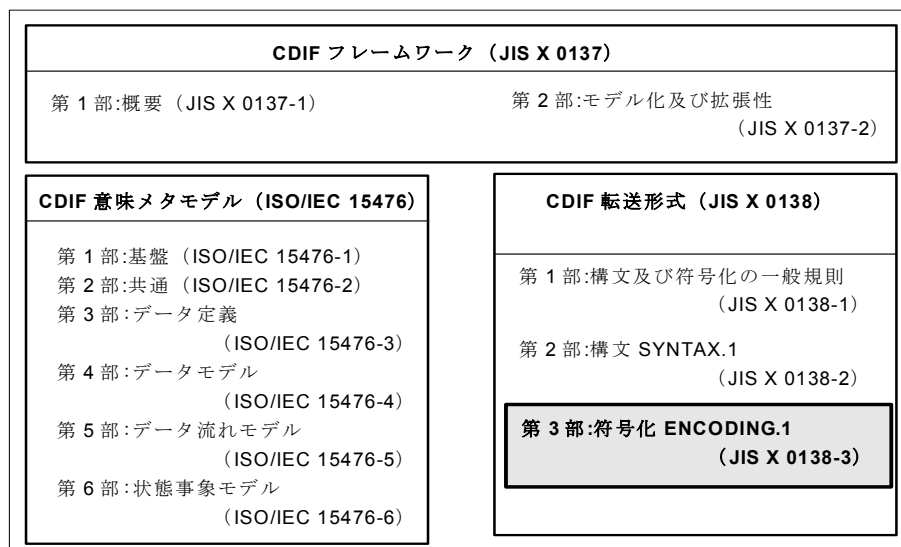 CDIF フレームワーク（JIS X 0137）
第 1 部:概要（JIS X 0137-1）
第 2 部:モデル化及び拡張性
（JIS X 0137-2）
CDIF 意味メタモデル（ISO/IEC 15476）
第 1 部:基盤（ISO/IEC 15476-1）
第 2 部:共通（ISO/IEC 15476-2）
第 3 部:データ定義
（ISO/IEC 15476-3）
第 4 部:データモデル
（ISO/IEC 15476-4）
第 5 部:データ流れモデル
（ISO/IEC 15476-5）
第 6 部:状態事象モデル
（ISO/IEC 15476-6）
CDIF 転送形式（JIS X 0138）
第 1 部:構文及び符号化の一般規則
（JIS X 0138-1）
第 2 部:構文 SYNTAX.1
（JIS X 0138-2）
第 3 部:符号化 ENCODING.1
（JIS X 0138-3）